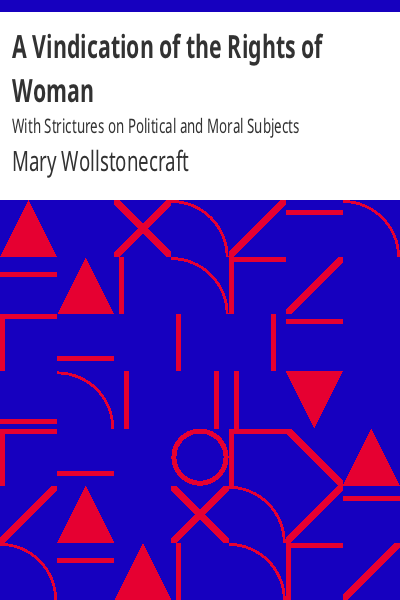 A Vindication of the Rights of
Woman
With Strictures on Political and Moral Subjects
Mary Wollstonecraft